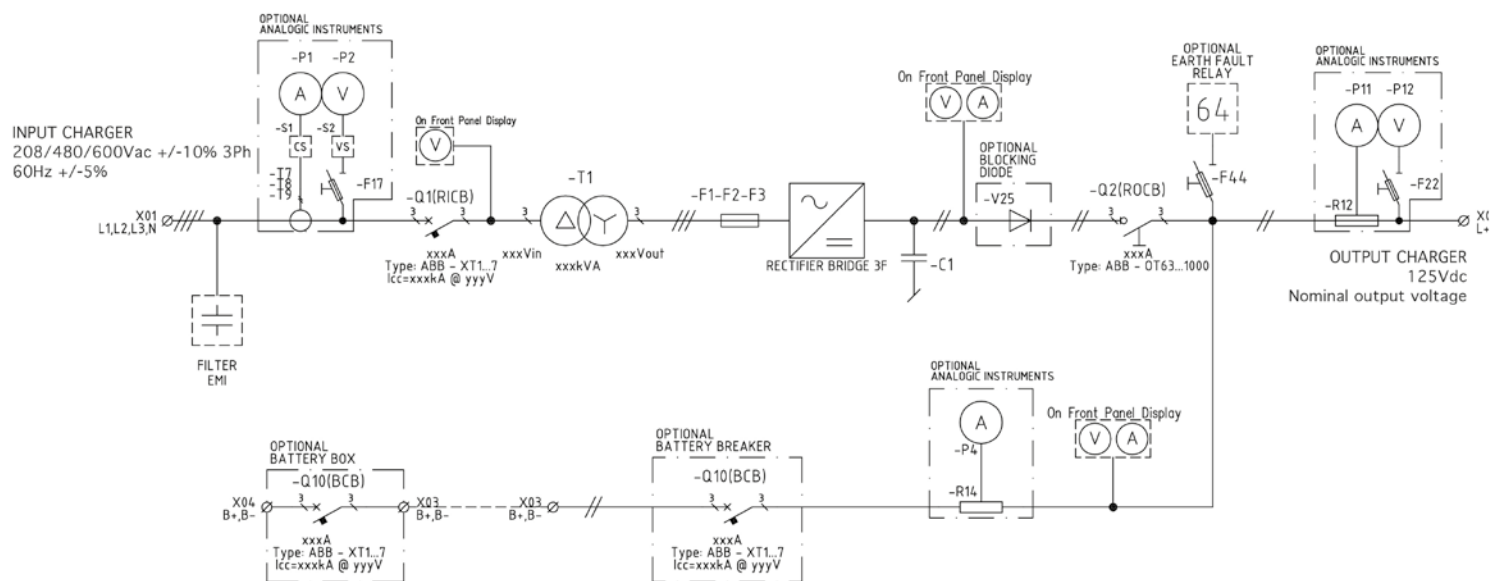 OPTIONAL
ANALOGIC INSTRUMENTS
-P1
-P2
A
V
-S1
-S2
CS
VS
-T7
-T8
-T9
-F17
INPUT CHARGER
208/480/600Vac +/-10% 3Ph
60Hz +/-5%
X01
L1,L2,L3,N
FILTER
EMI
On Front Panel Display
V
-Q1(RICB)
3
3
xxxA
Type: ABB - XT1...7
Icc=xxxkA @ yyyV
-T1
3
3
xxxVin
xxxVout
xxxkVA
-F1-F2-F3
RECTIFIER BRIDGE 3F
-C1
On Front Panel Display
V
A
OPTIONAL
BLOCKING
DIODE
-V25
-Q2(ROCB)
3
3
xxxA
Type: ABB - OT63...1000
OPTIONAL
EARTH FAULT
RELAY
64
-F44
OPTIONAL
ANALOGIC INSTRUMENTS
-P11
-P12
A
V
-F22
-R12
X0
L+
OUTPUT CHARGER
125Vdc
Nominal output voltage
OPTIONAL
BATTERY BOX
-Q10(BCB)
X04
B+,B-
3
3
xxxA
Type: ABB - XT1...7
Icc=xxxkA @ yyyV
X03
B+,B-
X03
B+,B-
OPTIONAL
BATTERY BREAKER
-Q10(BCB)
3
3
xxxA
Type: ABB - XT1...7
Icc=xxxkA @ yyyV
OPTIONAL
ANALOGIC INSTRUMENTS
A
-P4
-R14
On Front Panel Display
V
A